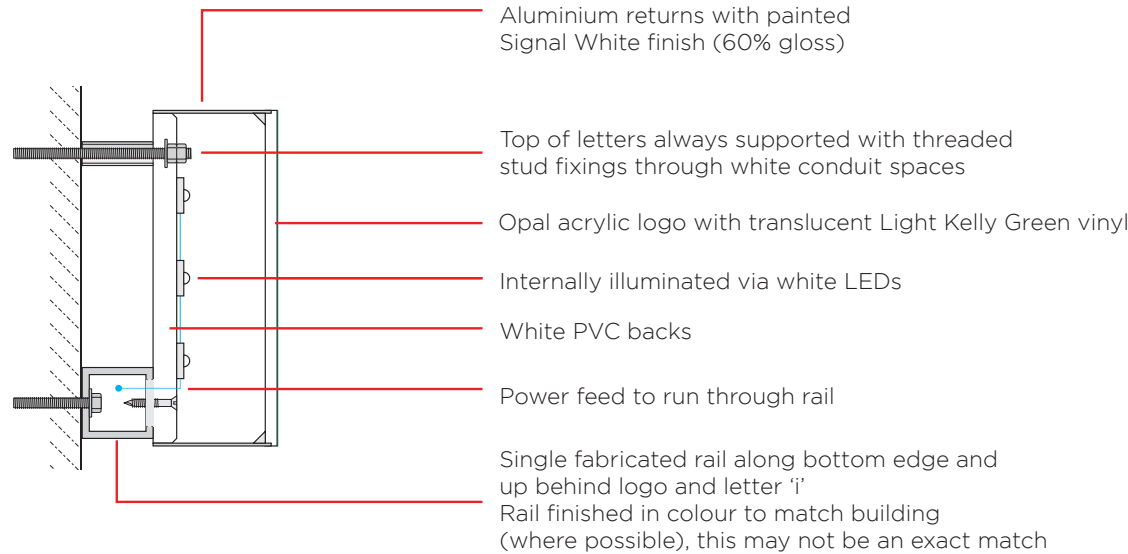 Aluminium returns with painted
Signal White finish (60% gloss)
Top of letters always supported with threaded
stud fixings through white conduit spaces
Opal acrylic logo with translucent Light Kelly Green vinyl
Internally illuminated via white LEDs
White PVC backs
Power feed to run through rail
Single fabricated rail along bottom edge and
up behind logo and letter ‘i’
Rail finished in colour to match building
(where possible), this may not be an exact match